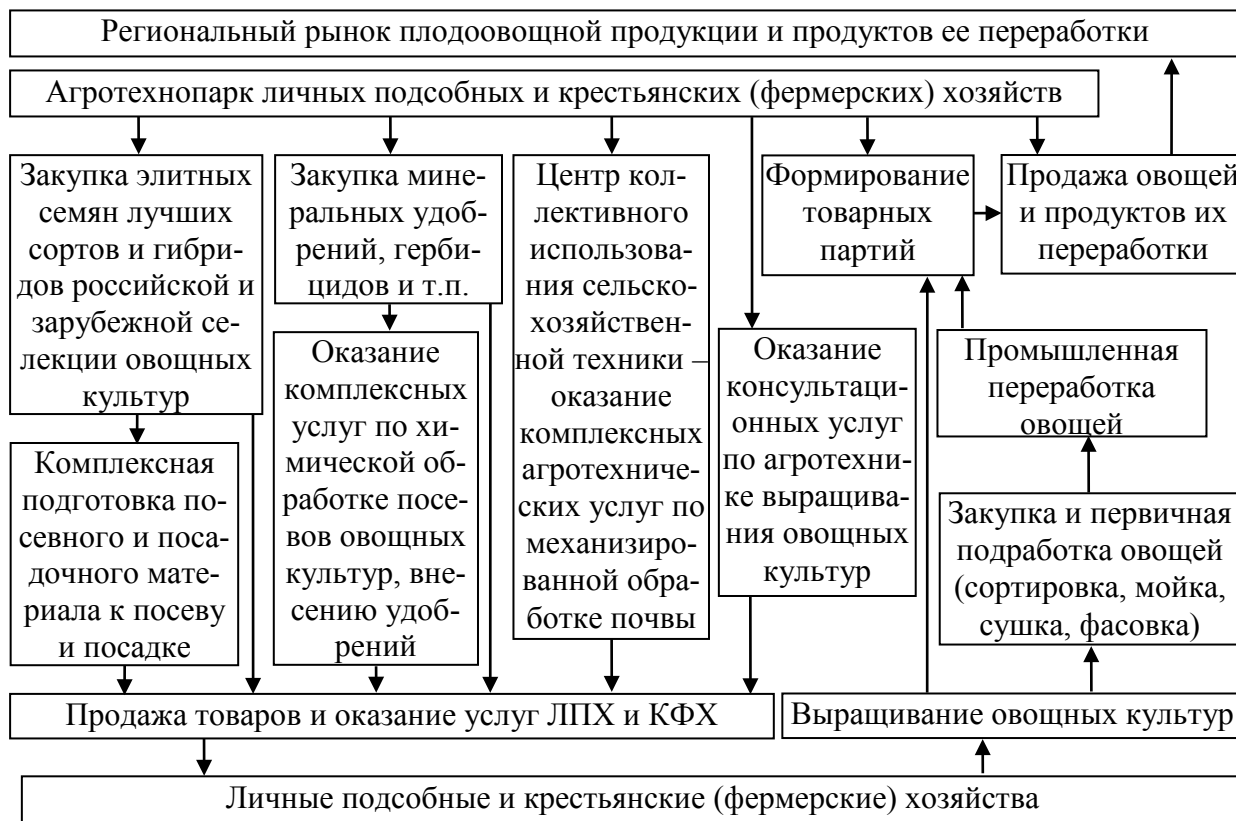 Региональный рынок плодоовощной продукции и продуктов ее переработки
Агротехнопарк личных подсобных и крестьянских (фермерских) хозяйств
Закупка элитных
семян лучших
сортов и гибри-
дов российской и
зарубежной се-
лекции овощных
культур
Закупка мине-
ральных удоб-
рений, герби-
цидов и т.п.
Центр кол-
лективного
использова-
ния сельско-
хозяйствен-
ной техники –
оказание
комплексных
агротехниче-
ских услуг по
механизиро-
ванной обра-
ботке почвы
Формирование
товарных
партий
Продажа овощей
и продуктов их
переработки
Оказание
комплексных
услуг по хи-
мической об-
работке посе-
вов овощных
культур, вне-
сению удоб-
рений
Оказание
консультаци-
онных услуг
по агротехни-
ке выращива-
ния овощных
культур
Промышленная
переработка
овощей
Комплексная
подготовка по-
севного и поса-
дочного мате-
риала к посеву
и посадке
Закупка и первичная
подработка овощей
(сортировка, мойка,
сушка, фасовка)
Продажа товаров и оказание услуг ЛПХ и КФХ
Выращивание овощных культур
Личные подсобные и крестьянские (фермерские) хозяйства